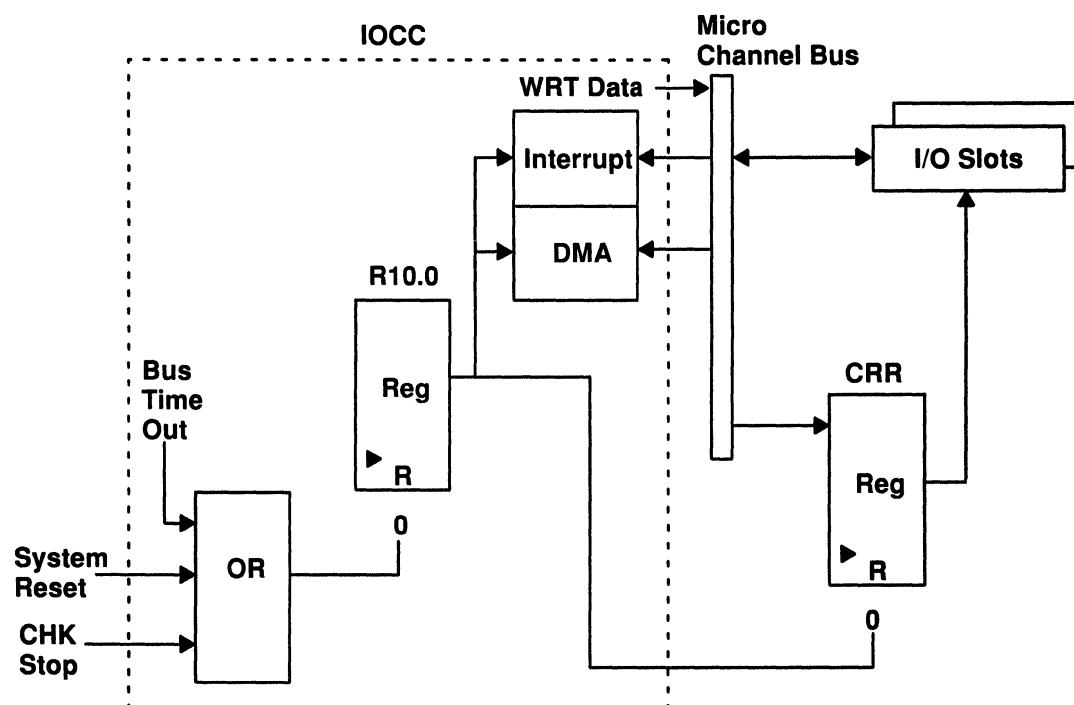 IOCC
Micro
Channel Bus
WRT Data
Interrupt
I/O Slots
DMA
R10.0
Bus
Time
Out
Reg
CRR
R
0
Reg
System
Reset
OR
R
0
CHK
Stop